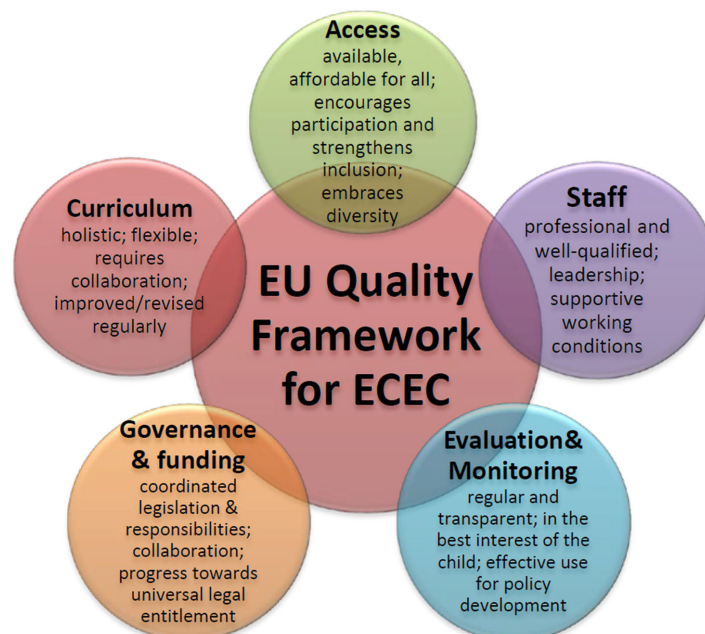 Access
available,
affordable for all;
encourages
participation and
strengthens
inclusion;
embraces
diversity
Staff
professional and
well-qualified;
leadership;
supportive
working
conditions
Evaluation&
Monitoring
regular and
transparent; in the
best interest of the
child; effective use
for policy
development
Governance
& funding
coordinated
legislation &
responsibilities;
collaboration;
progress towards
universal legal
entitlement
Curriculum
holistic; flexible;
requires
collaboration;
improved/revised
regularly
EU Quality
Framework
for ECEC